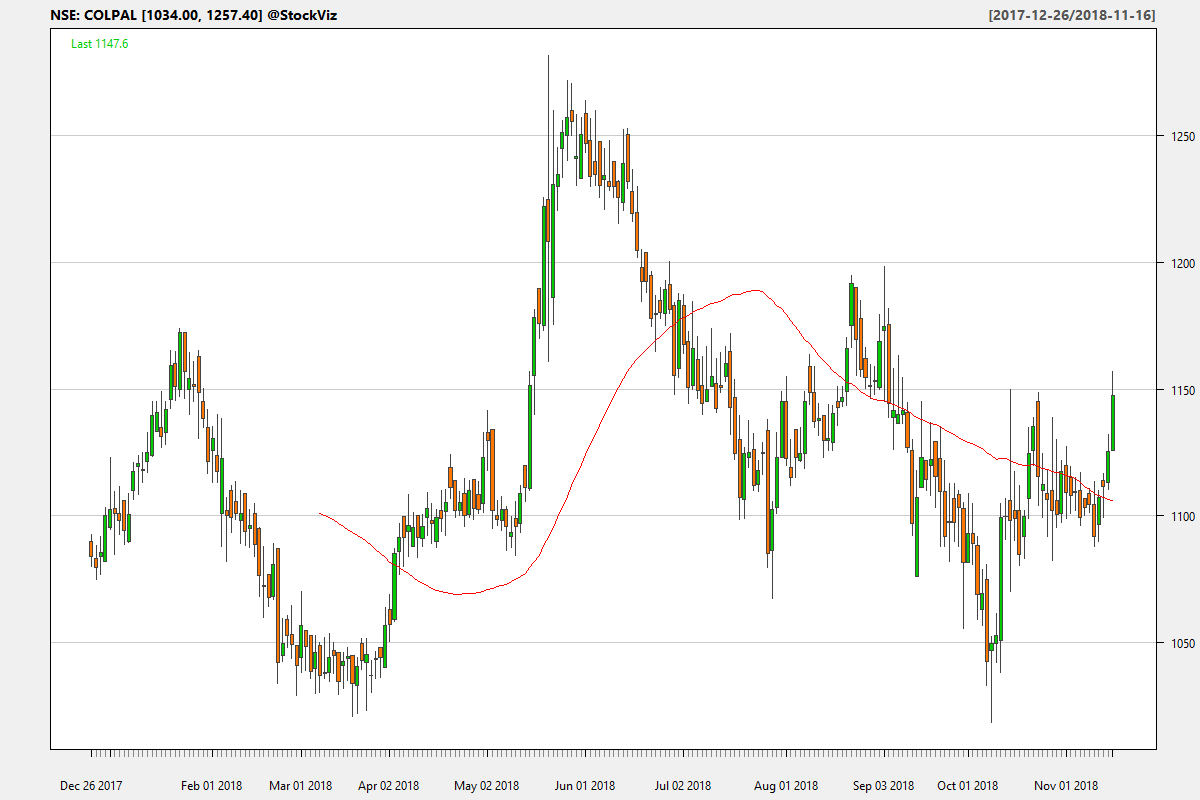 NSE: COLPAL [1034.00, 1257.40] @StockViz
[2017-12-26/2018-11-16]
Last 1147.6
1250
1200
1150
1100
1050
Dec 26 2017 Feb 01 2018 Mar 01 2018 Apr 02 2018 May 02 2018 Jun 01 2018 Jul 02 2018 Aug 01 2018 Sep 03 2018 Oct 01 2018 Nov 01 2018